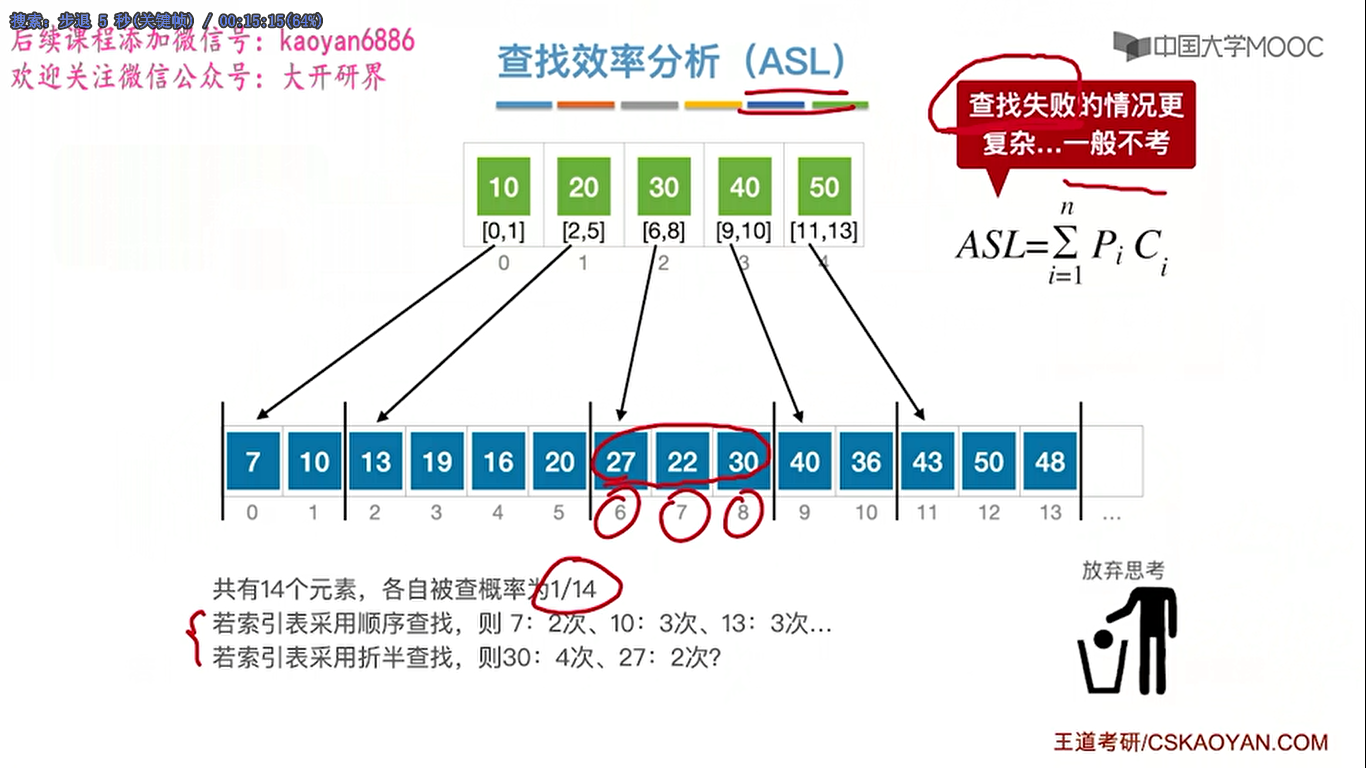 搜索: 步退 5 秒(关键帧) / 00:15:15(64%)
后续课程添加微信号：kaoyan6886
欢迎关注微信公众号：大开研界
查找效率分析（ASL）
中国大学MOOC
查找失败的情况更
复杂...一般不考
10 20 30 40 50
[0,1] [2,5] [6,8] [9,10] [11,13]
0 1 2 3 4
n
ASL=Σ Pi Ci
i=1
7 10 13 19 16 20 27 22 30 40 36 43 50 48
0 1 2 3 4 5 6 7 8 9 10 11 12 13 ...
共有14个元素，各自被查概率为1/14
若索引表采用顺序查找，则 7：2次、10：3次、13：3次...
若索引表采用折半查找，则30：4次、27：2次?
放弃思考
王道考研/CSKAOYAN.COM